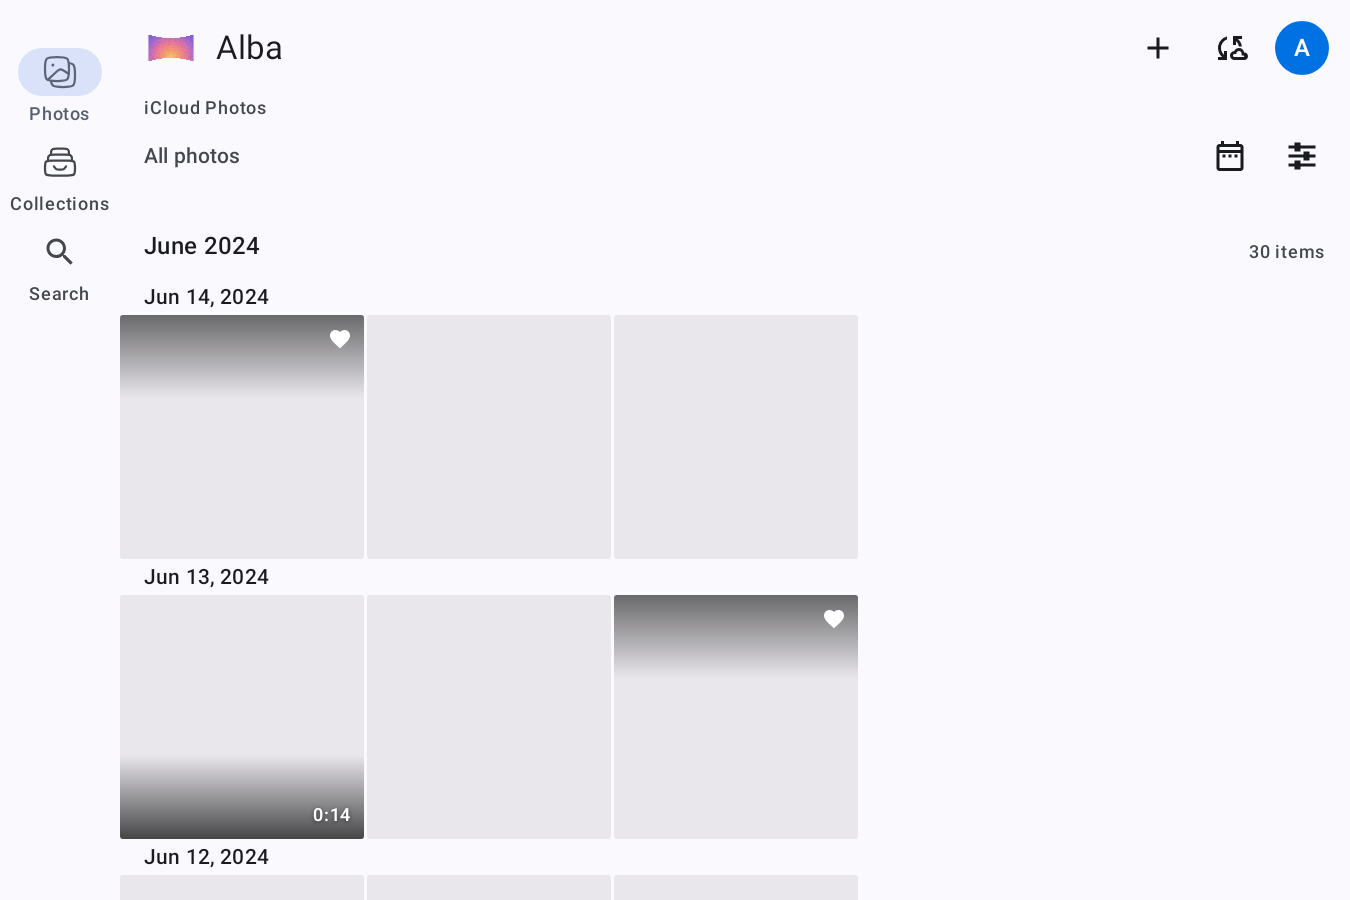 Alba
A
iCloud Photos
Photos
All photos
Collections
June 2024
30 items
Search
Jun 14, 2024
Jun 13, 2024
0:14
Jun 12, 2024